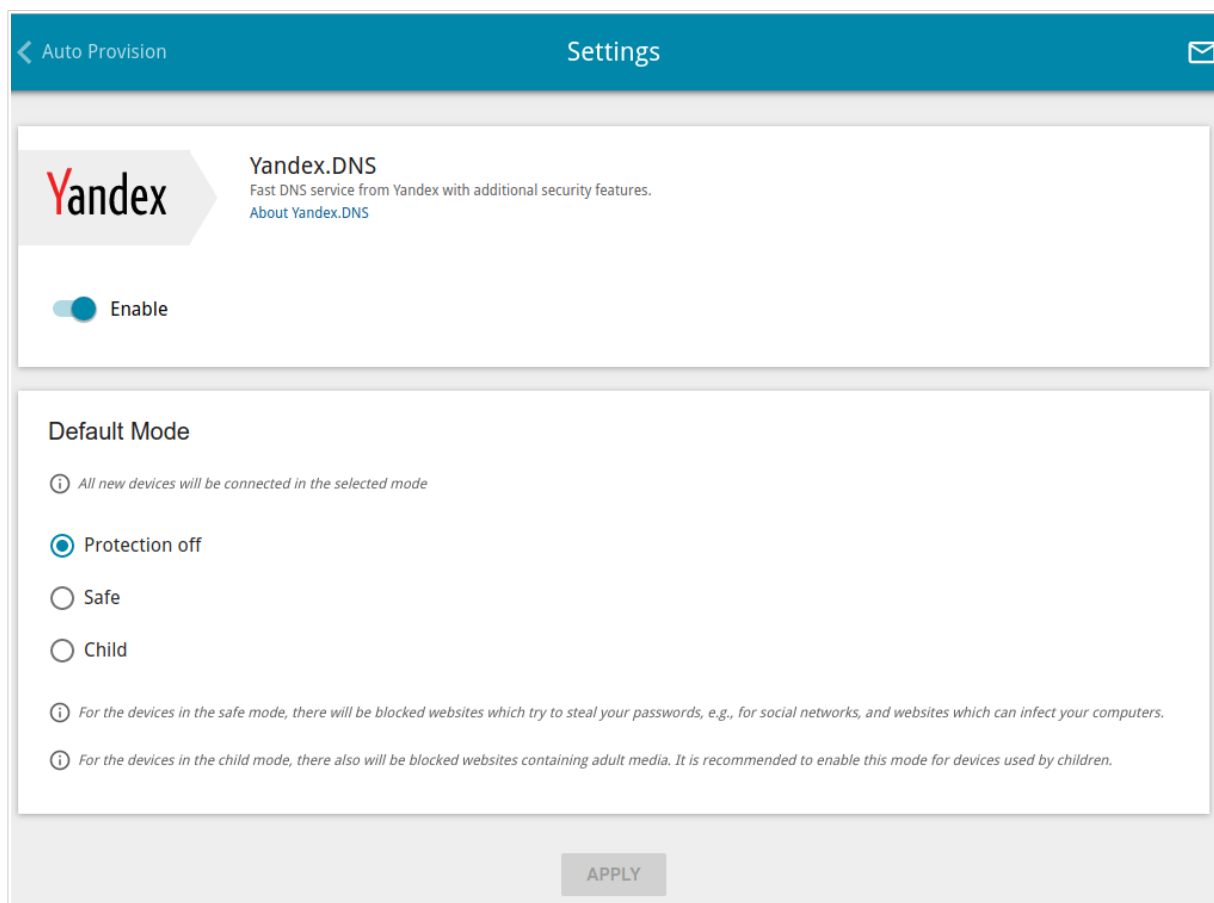 Auto Provision
Settings
Yandex
Yandex.DNS
Fast DNS service from Yandex with additional security features.
About Yandex.DNS
Enable
Default Mode
All new devices will be connected in the selected mode
Protection off
Safe
Child
For the devices in the safe mode, there will be blocked websites which try to steal your passwords, e.g., for social networks, and websites which can infect your computers.
For the devices in the child mode, there also will be blocked websites containing adult media. It is recommended to enable this mode for devices used by children.
APPLY